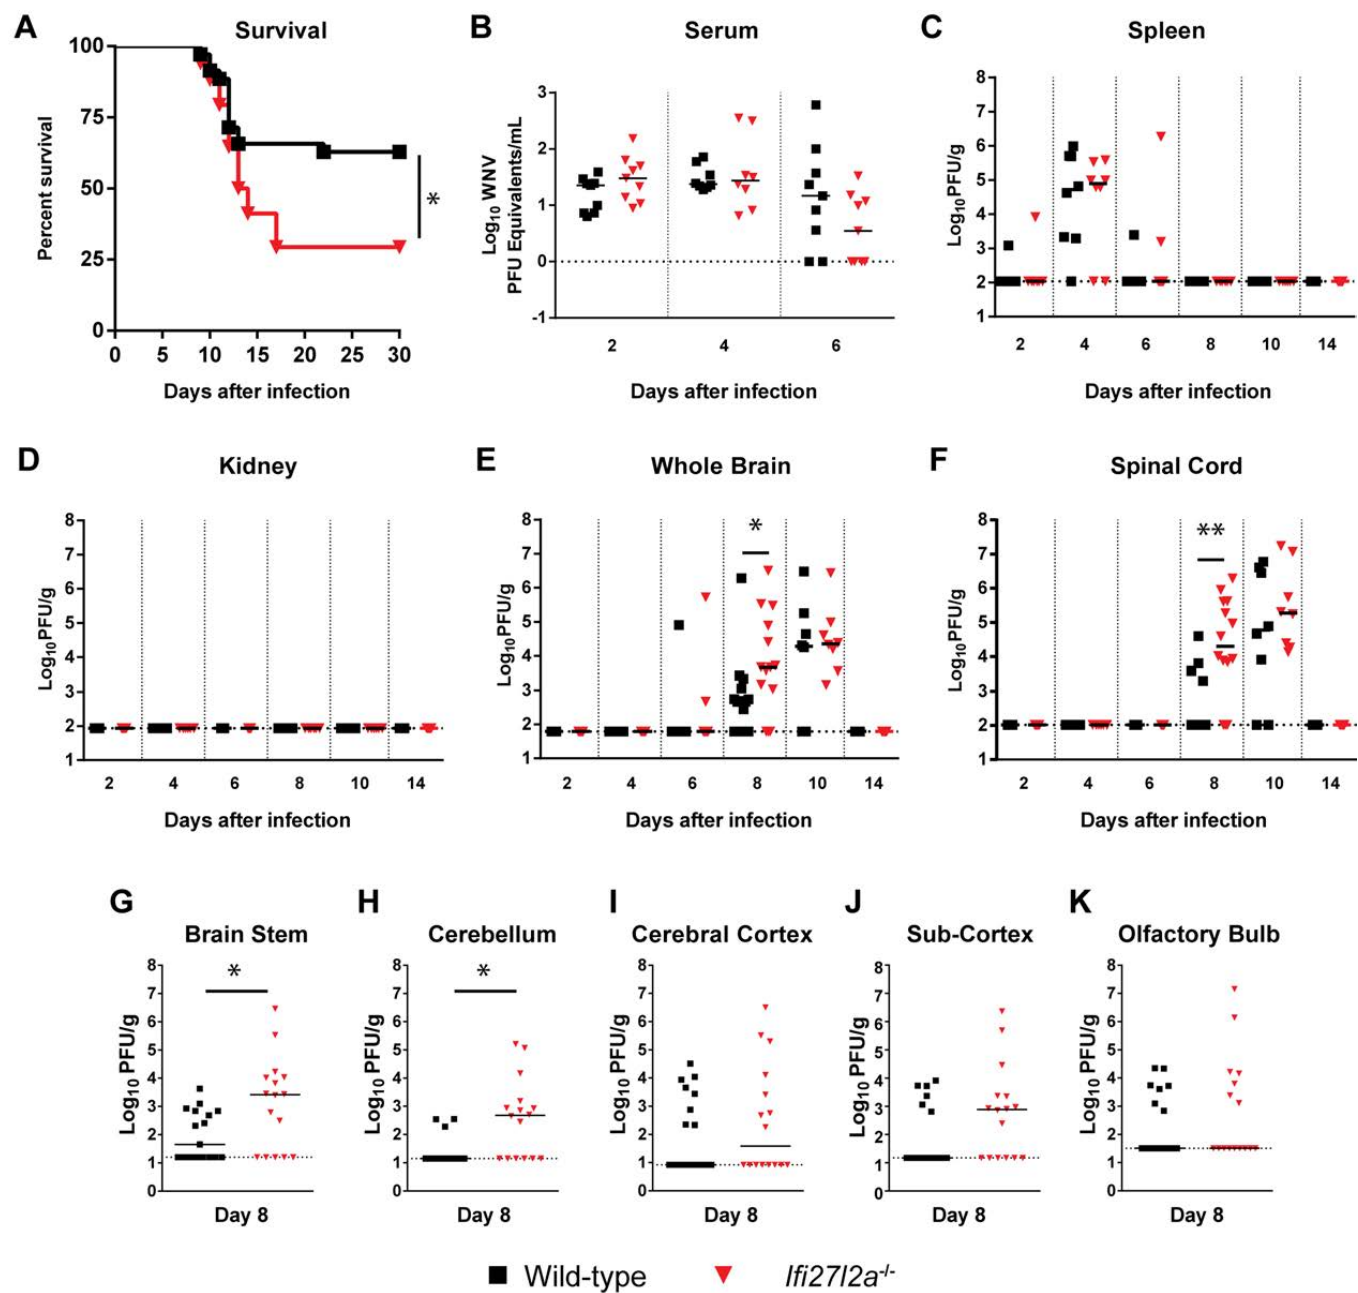 A
Survival
Percent survival
100
75
50
25
0
0 5 10 15 20 25 30
*
Days after infection
B
Serum
Log10 WNV
PFU Equivalents/mL
3
2
1
0
-1
2 4 6
Days after infection
C
Spleen
Log10PFU/g
8
7
6
5
4
3
2
1
2 4 6 8 10 14
Days after infection
D
Kidney
Log10PFU/g
8
7
6
5
4
3
2
1
2 4 6 8 10 14
Days after infection
E
Whole Brain
Log10PFU/g
8
7
6
5
4
3
2
1
*
2 4 6 8 10 14
Days after infection
F
Spinal Cord
Log10PFU/g
8
7
6
5
4
3
2
1
**
2 4 6 8 10 14
Days after infection
G
Brain Stem
Log10 PFU/g
8
7
6
5
4
3
2
1
0
*
Day 8
H
Cerebellum
Log10 PFU/g
8
7
6
5
4
3
2
1
0
*
Day 8
I
Cerebral Cortex
Log10 PFU/g
8
7
6
5
4
3
2
1
0
Day 8
J
Sub-Cortex
Log10 PFU/g
8
7
6
5
4
3
2
1
0
Day 8
K
Olfactory Bulb
Log10 PFU/g
8
7
6
5
4
3
2
1
0
Day 8
Wild-type
Ifi27l2a-/-